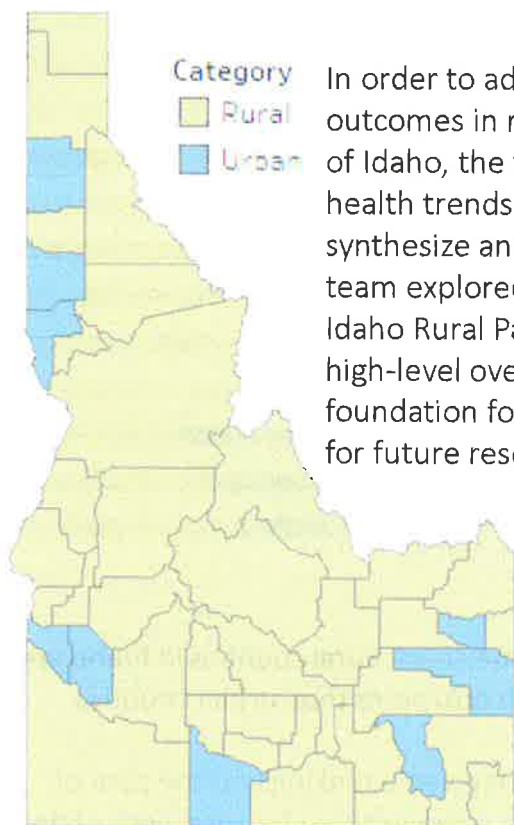 Category
Rural
Urban
In order to ad
outcomes in r
of Idaho, the
health trends
synthesize an
team explored
Idaho Rural Pa
high-level ove
foundation fo
for future rese